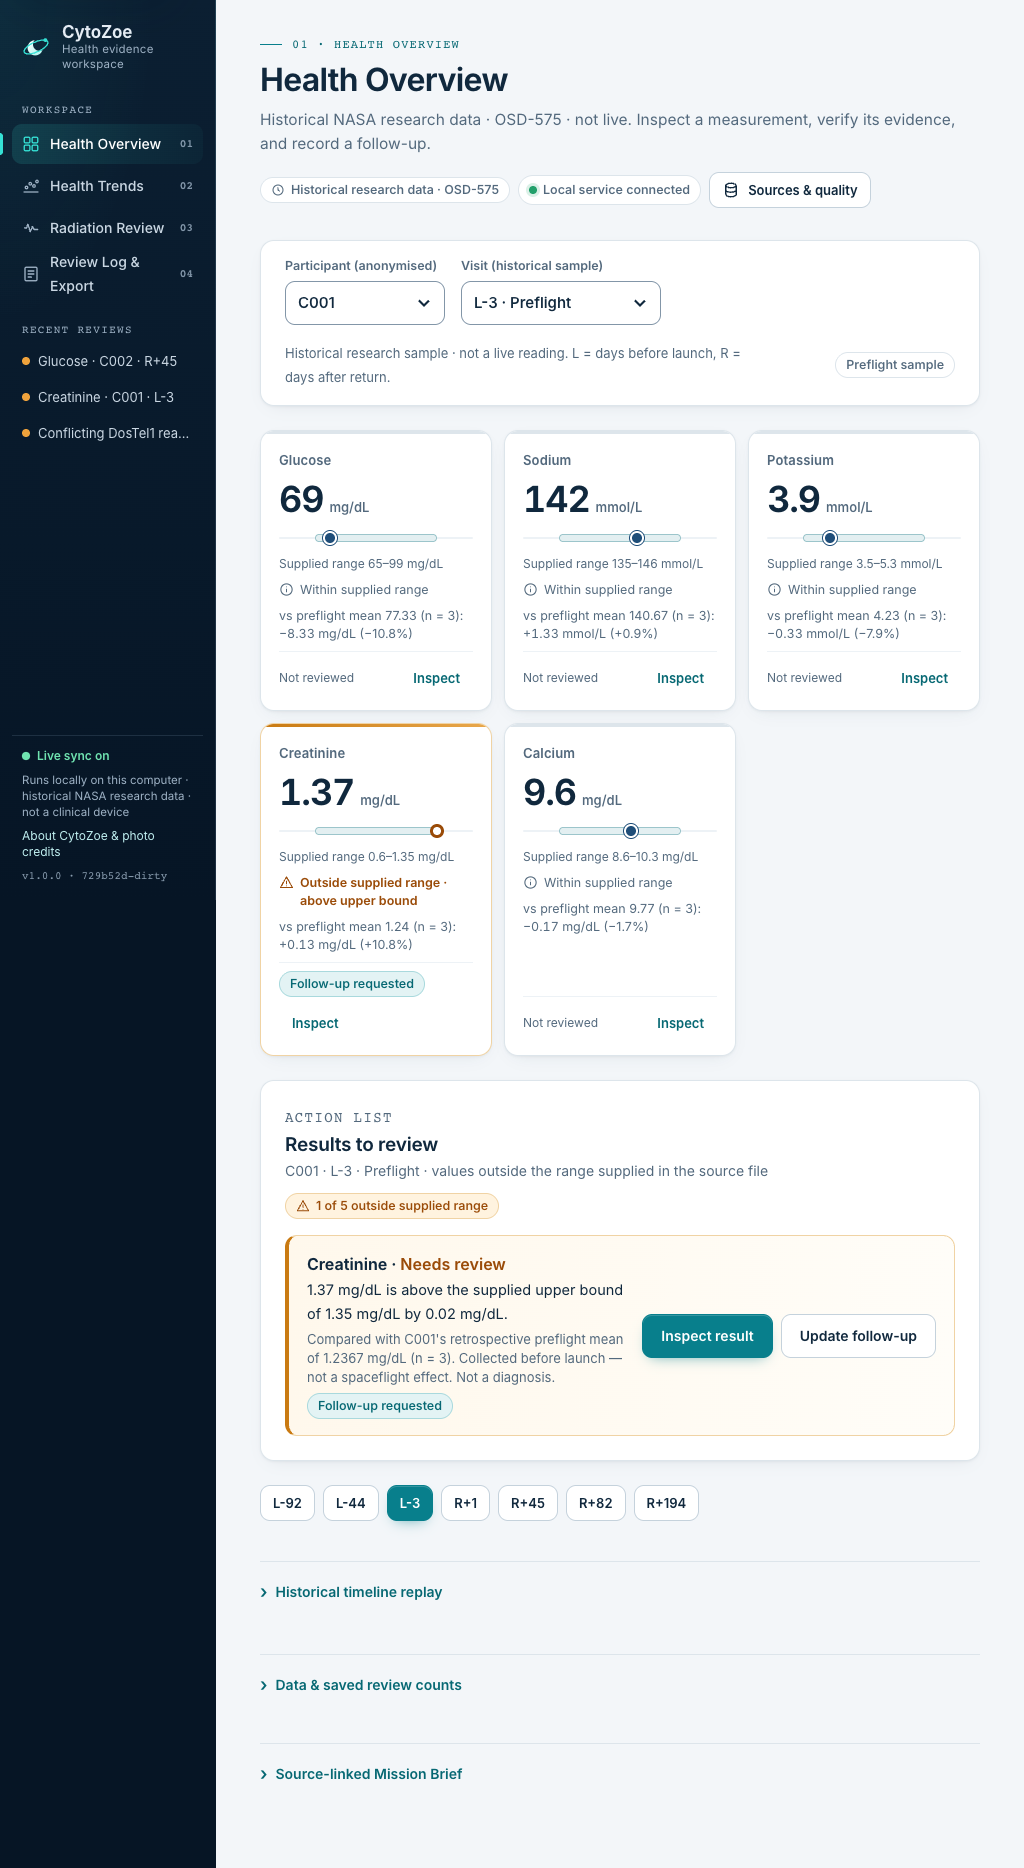 CytoZoe
Health evidence
workspace
WORKSPACE
Health Overview 01
Health Trends 02
Radiation Review 03
Review Log &
Export 04
RECENT REVIEWS
Glucose · C002 · R+45
Creatinine · C001 · L-3
Conflicting DosTel1 rea…
Live sync on
Runs locally on this computer ·
historical NASA research data ·
not a clinical device
About CytoZoe & photo
credits
v1.0.0 · 729b52d-dirty
01 · HEALTH OVERVIEW
Health Overview
Historical NASA research data · OSD-575 · not live. Inspect a measurement, verify its evidence,
and record a follow-up.
Historical research data · OSD-575
Local service connected
Sources & quality
Participant (anonymised)
Visit (historical sample)
C001
L-3 · Preflight
Historical research sample · not a live reading. L = days before launch, R =
days after return.
Preflight sample
Glucose
69 mg/dL
Supplied range 65–99 mg/dL
Within supplied range
vs preflight mean 77.33 (n = 3):
−8.33 mg/dL (−10.8%)
Not reviewed
Inspect
Sodium
142 mmol/L
Supplied range 135–146 mmol/L
Within supplied range
vs preflight mean 140.67 (n = 3):
+1.33 mmol/L (+0.9%)
Not reviewed
Inspect
Potassium
3.9 mmol/L
Supplied range 3.5–5.3 mmol/L
Within supplied range
vs preflight mean 4.23 (n = 3):
−0.33 mmol/L (−7.9%)
Not reviewed
Inspect
Creatinine
1.37 mg/dL
Supplied range 0.6–1.35 mg/dL
Outside supplied range ·
above upper bound
vs preflight mean 1.24 (n = 3):
+0.13 mg/dL (+10.8%)
Follow-up requested
Inspect
Calcium
9.6 mg/dL
Supplied range 8.6–10.3 mg/dL
Within supplied range
vs preflight mean 9.77 (n = 3):
−0.17 mg/dL (−1.7%)
Not reviewed
Inspect
ACTION LIST
Results to review
C001 · L-3 · Preflight · values outside the range supplied in the source file
1 of 5 outside supplied range
Creatinine · Needs review
1.37 mg/dL is above the supplied upper bound
of 1.35 mg/dL by 0.02 mg/dL.
Compared with C001's retrospective preflight mean
of 1.2367 mg/dL (n = 3). Collected before launch —
not a spaceflight effect. Not a diagnosis.
Follow-up requested
Inspect result
Update follow-up
L-92
L-44
L-3
R+1
R+45
R+82
R+194
Historical timeline replay
Data & saved review counts
Source-linked Mission Brief